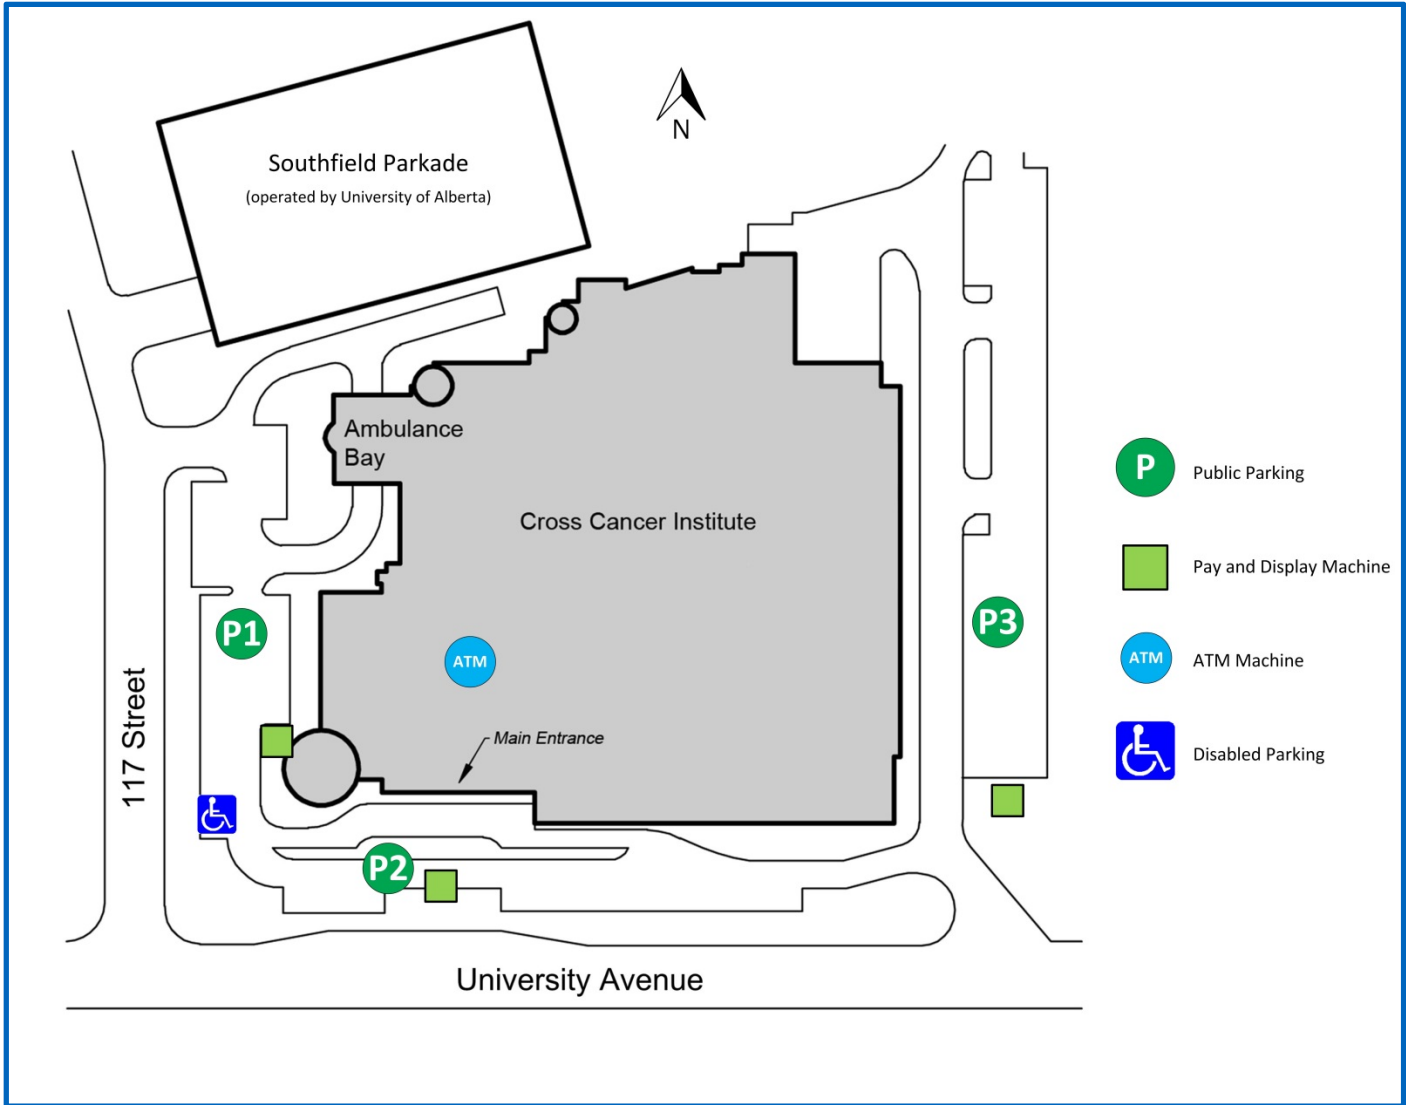 Southfield Parkade
(operated by University of Alberta)
N
Ambulance
Bay
Cross Cancer Institute
P
Public Parking
Pay and Display Machine
P1
P3
ATM
ATM
ATM Machine
117 Street
Main Entrance
Disabled Parking
P2
University Avenue